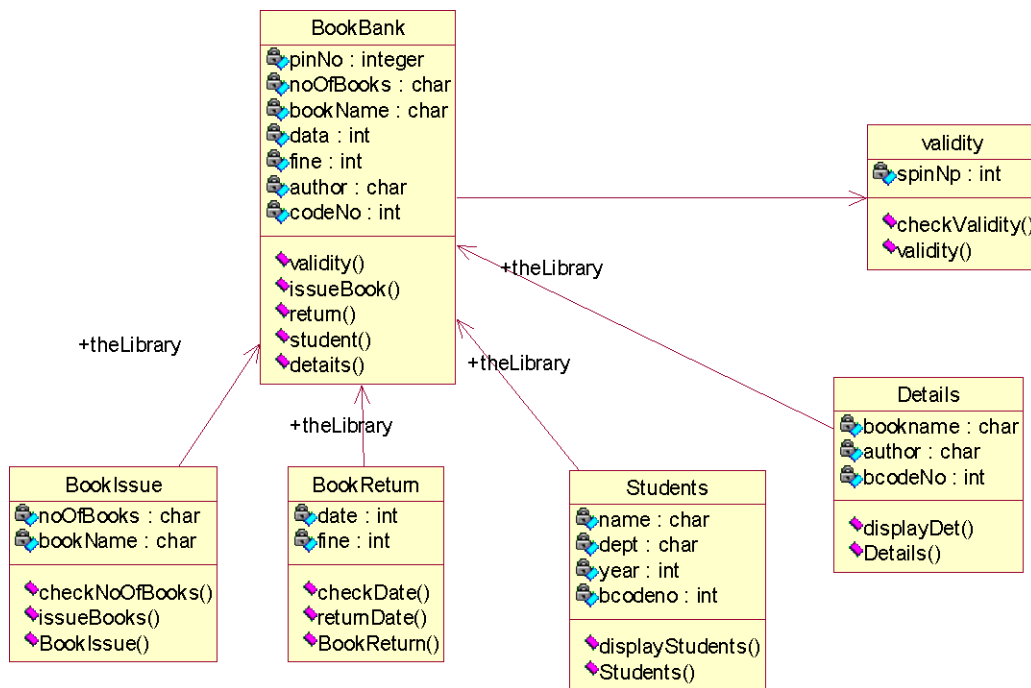 BookBank
pinNo : integer
noOfBooks : char
bookName : char
data : int
fine : int
author : char
codeNo : int
validity()
issueBook()
return()
student()
detaits()
validity
spinNp : int
checkValidity()
validity()
+theLibrary
+theLibrary
+theLibrary
+theLibrary
BookIssue
noOfBooks : char
bookName : char
checkNoOfBooks()
issueBooks()
BookIssue()
BookReturn
date : int
fine : int
checkDate()
returnDate()
BookReturn()
Students
name : char
dept : char
year : int
bcodeno : int
displayStudents()
Students()
Details
bookname : char
author : char
bcodeNo : int
displayDet()
Details()